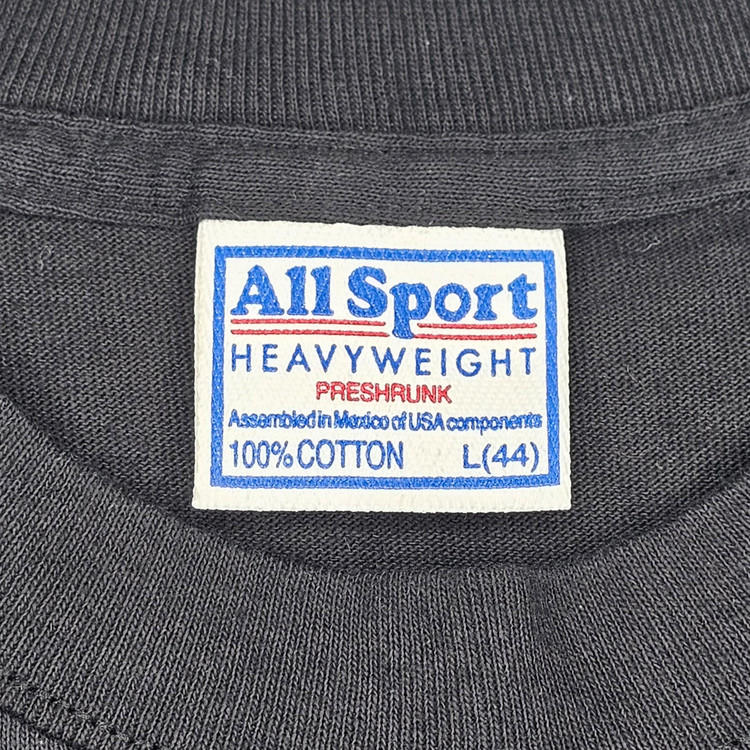 All Sport
HEAVYWEIGHT
PRESHRUNK
Assembled in Mexico of USA components
100% COTTON L(44)